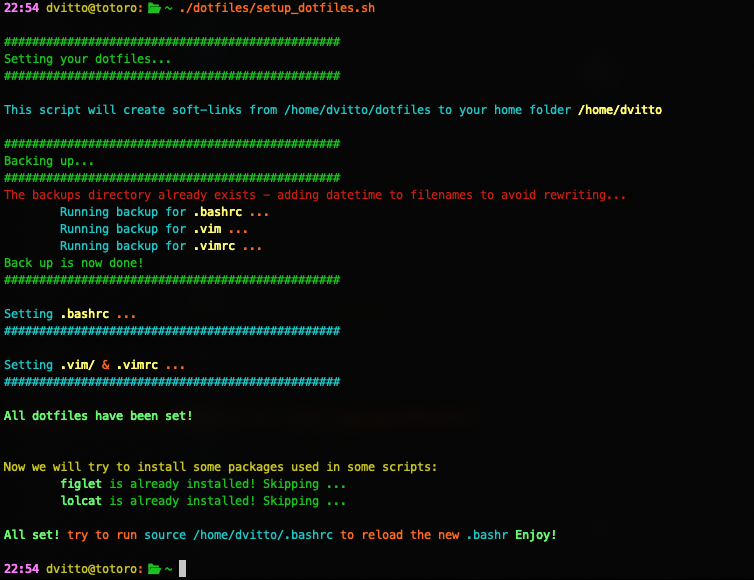 22:54 dvitto@totoro: ~ ./dotfiles/setup_dotfiles.sh
################################################
Setting your dotfiles...
################################################
This script will create soft-links from /home/dvitto/dotfiles to your home folder /home/dvitto
################################################
Backing up...
################################################
The backups directory already exists – adding datetime to filenames to avoid rewriting...
Running backup for .bashrc ...
Running backup for .vim ...
Running backup for .vimrc ...
Back up is now done!
################################################
Setting .bashrc ...
################################################
Setting .vim/ & .vimrc ...
################################################
All dotfiles have been set!
Now we will try to install some packages used in some scripts:
figlet is already installed! Skipping ...
lolcat is already installed! Skipping ...
All set! try to run source /home/dvitto/.bashrc to reload the new .bashr Enjoy!
22:54 dvitto@totoro: ~